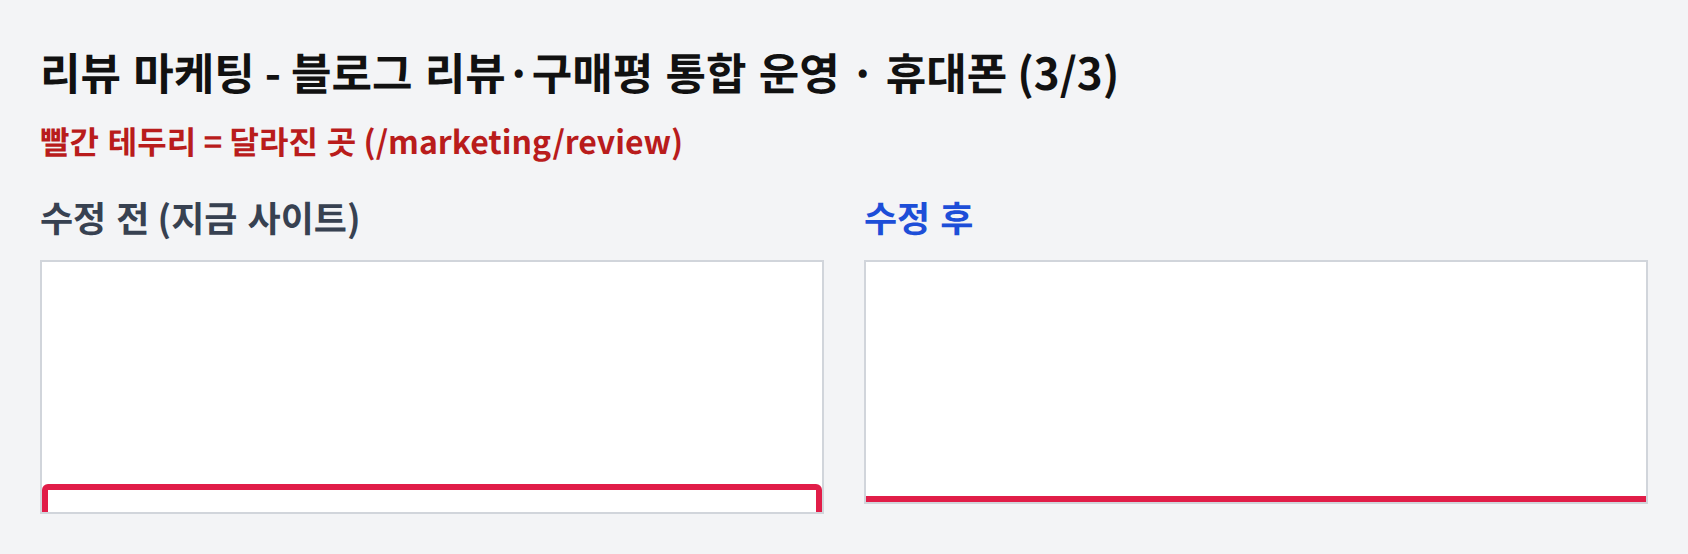 리뷰 마케팅 - 블로그 리뷰·구매평 통합 운영 · 휴대폰 (3/3)
빨간 테두리 = 달라진 곳 (/marketing/review)
수정 전 (지금 사이트)
수정 후